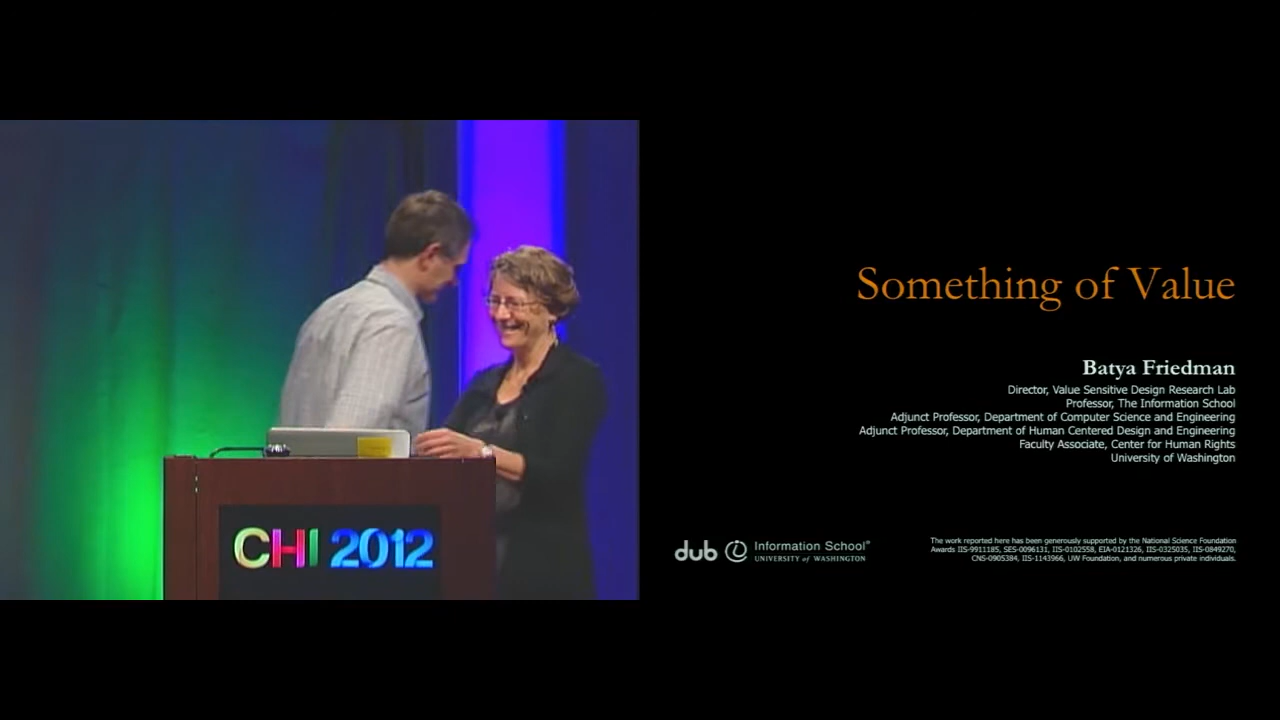 CHI 2012
Something of Value
Batya Friedman
Director, Value Sensitive Design Research Lab
Professor, The Information School
Adjunct Professor, Department of Computer Science and Engineering
Adjunct Professor, Department of Human Centered Design and Engineering
Faculty Associate, Center for Human Rights
University of Washington
dub i Information School®
UNIVERSITY of WASHINGTON
The work reported here has been generously supported by the National Science Foundation
Awards IIS-9911185, SES-0096131, IIS-0102558, EIA-0121326, IIS-0325035, IIS-0849270,
CNS-0905384, IIS-1143966, UW Foundation, and numerous private individuals.